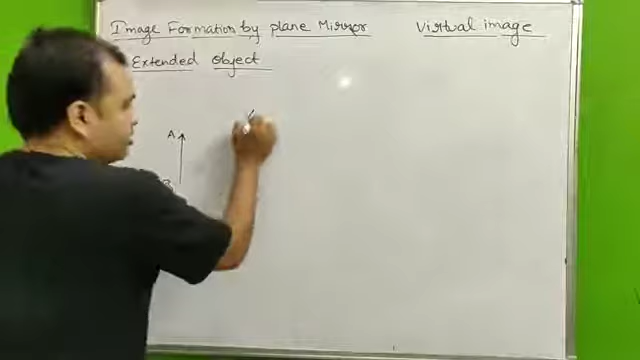 Image Formation by plane Mirror
Virtual image
Extended object
A
B